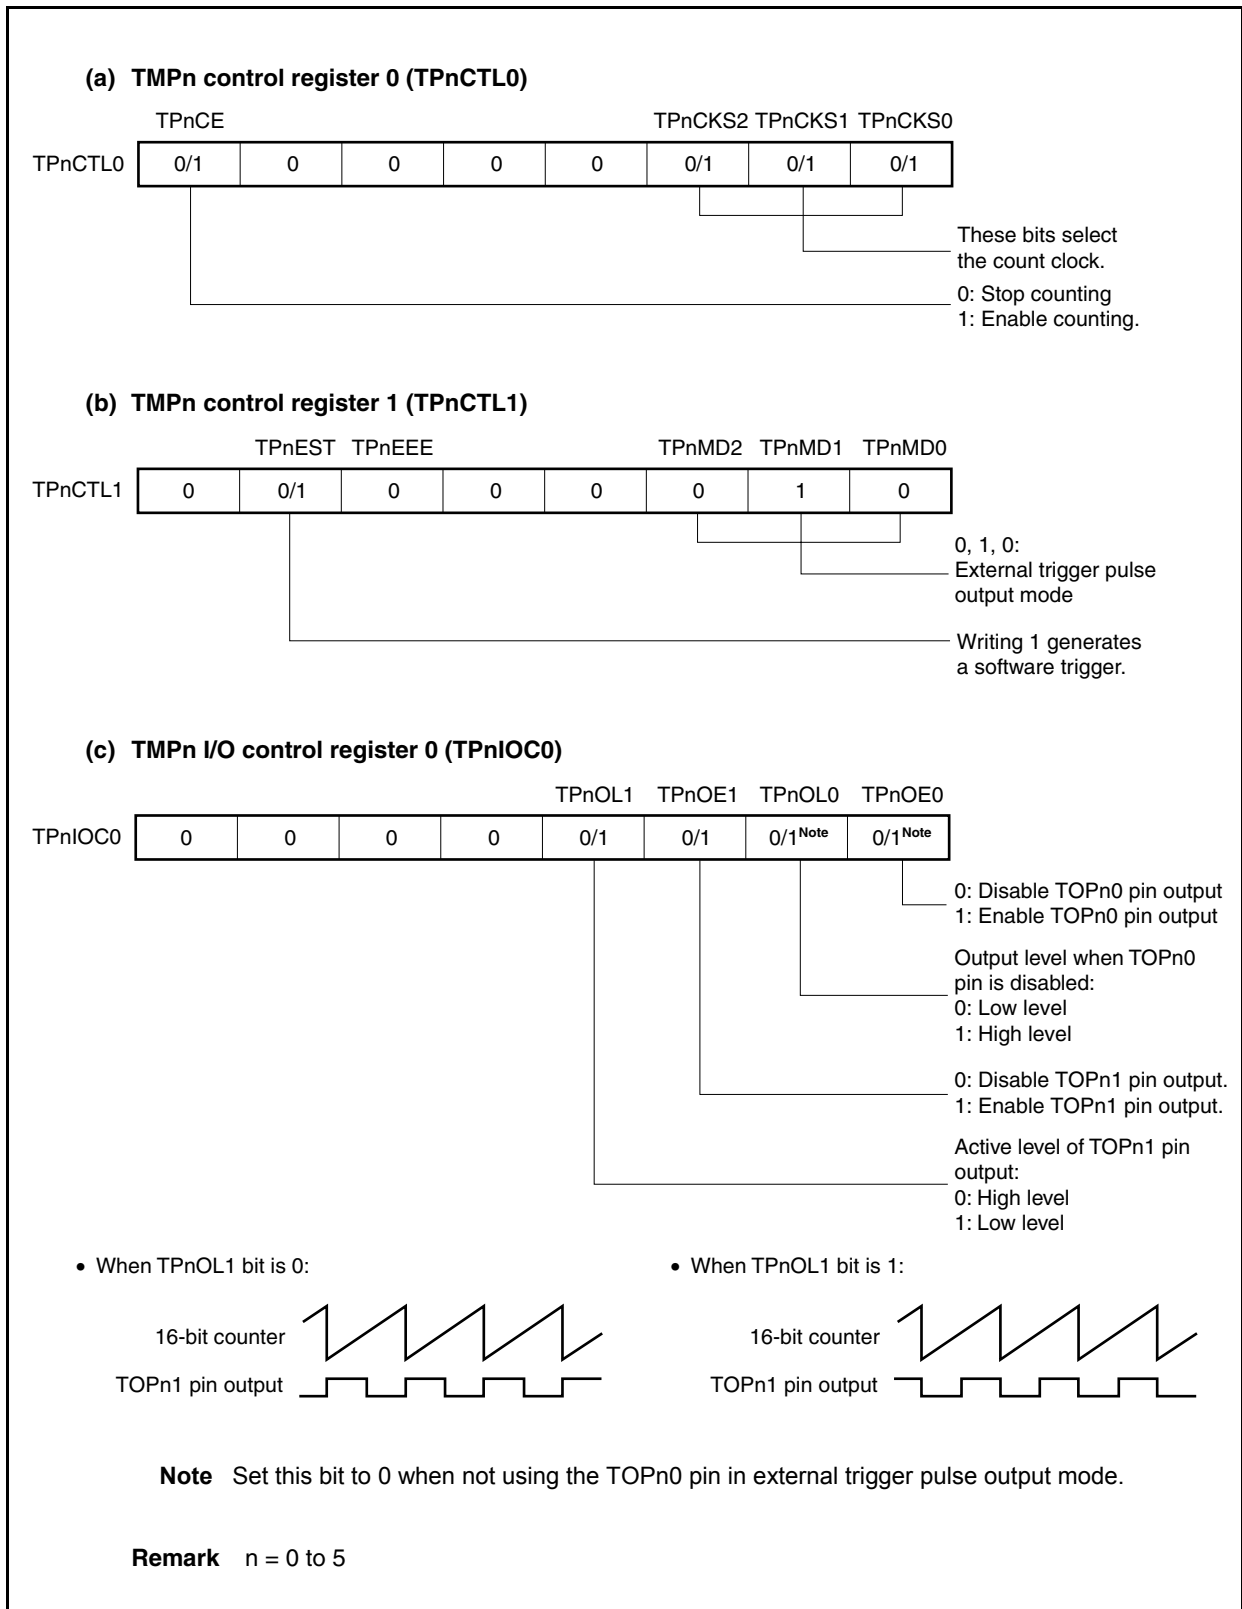 (a) TMPn control register 0 (TPnCTL0)
TPnCE TPnCKS2 TPnCKS1 TPnCKS0
TPnCTL0 0/1 0 0 0 0 0/1 0/1 0/1
These bits select
the count clock.
0: Stop counting
1: Enable counting.
(b) TMPn control register 1 (TPnCTL1)
TPnEST TPnEEE TPnMD2 TPnMD1 TPnMD0
TPnCTL1 0 0/1 0 0 0 0 1 0
0, 1, 0:
External trigger pulse
output mode
Writing 1 generates
a software trigger.
(c) TMPn I/O control register 0 (TPnIOC0)
TPnOL1 TPnOE1 TPnOL0 TPnOE0
TPnIOC0 0 0 0 0 0/1 0/1 0/1Note 0/1Note
0: Disable TOPn0 pin output
1: Enable TOPn0 pin output
Output level when TOPn0
pin is disabled:
0: Low level
1: High level
0: Disable TOPn1 pin output.
1: Enable TOPn1 pin output.
Active level of TOPn1 pin
output:
0: High level
1: Low level
• When TPnOL1 bit is 0:
16-bit counter
TOPn1 pin output
• When TPnOL1 bit is 1:
16-bit counter
TOPn1 pin output
Note Set this bit to 0 when not using the TOPn0 pin in external trigger pulse output mode.
Remark n = 0 to 5